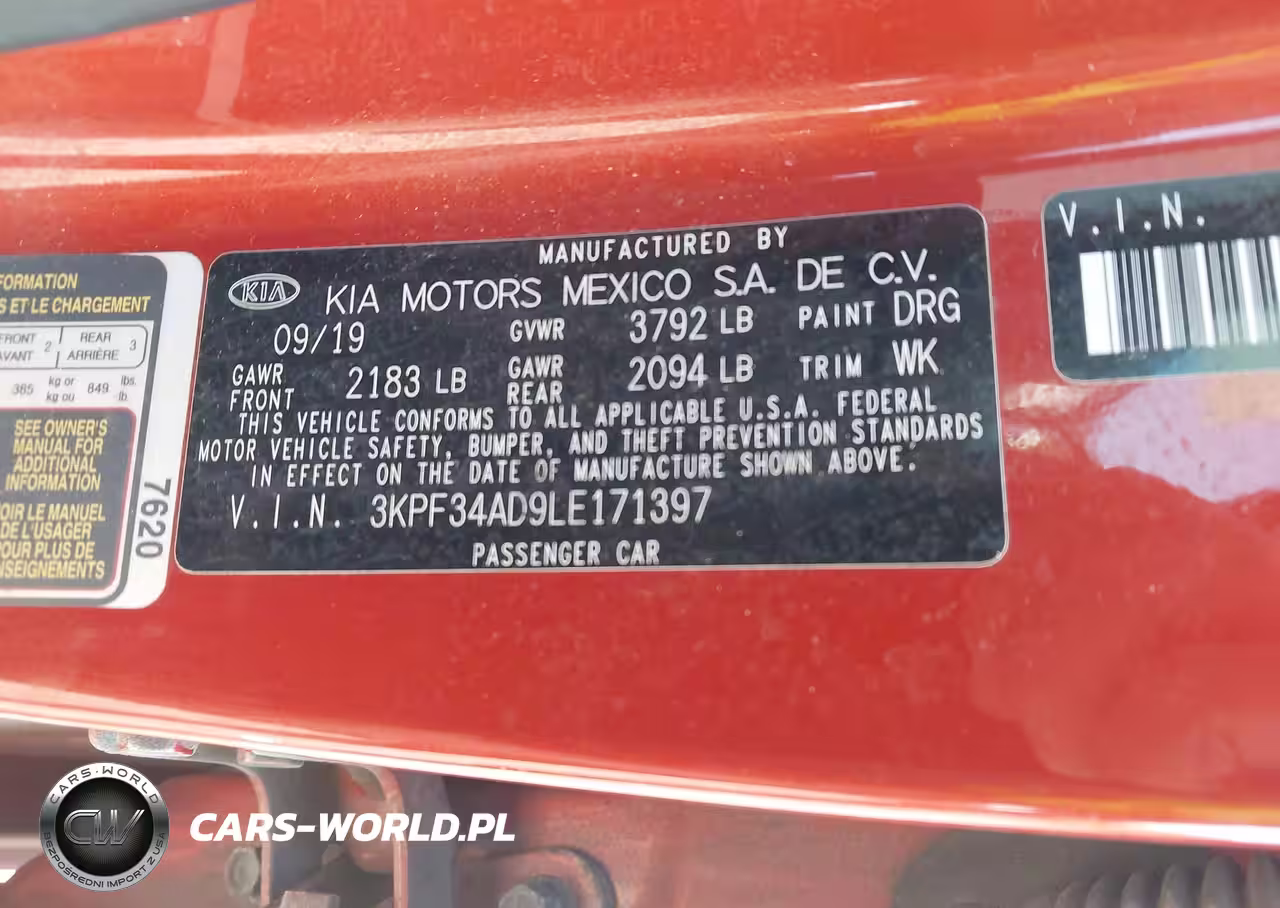 MANUFACTURED BY
KIA KIA MOTORS MEXICO S.A. DE C.V.
09/19 GVWR 3792 LB PAINT DRG
GAWR FRONT 2183 LB GAWR REAR 2094 LB TRIM WK
THIS VEHICLE CONFORMS TO ALL APPLICABLE U.S.A. FEDERAL
MOTOR VEHICLE SAFETY, BUMPER, AND THEFT PREVENTION STANDARDS
IN EFFECT ON THE DATE OF MANUFACTURE SHOWN ABOVE.
V.I.N. 3KPF34AD9LE171397
PASSENGER CAR
V.I.N.
ET LE CHARGEMENT
FRONT 2 REAR 3
AVANT ARRIÈRE
385 kg or 849 lbs.
kg ou lb.
SEE OWNER'S
MANUAL FOR
ADDITIONAL
INFORMATION
LE MANUEL
DE L'USAGER
POUR PLUS DE
7620
CARS-WORLD
CW
BEZPOŚREDNI IMPORT Z USA
CARS-WORLD.PL